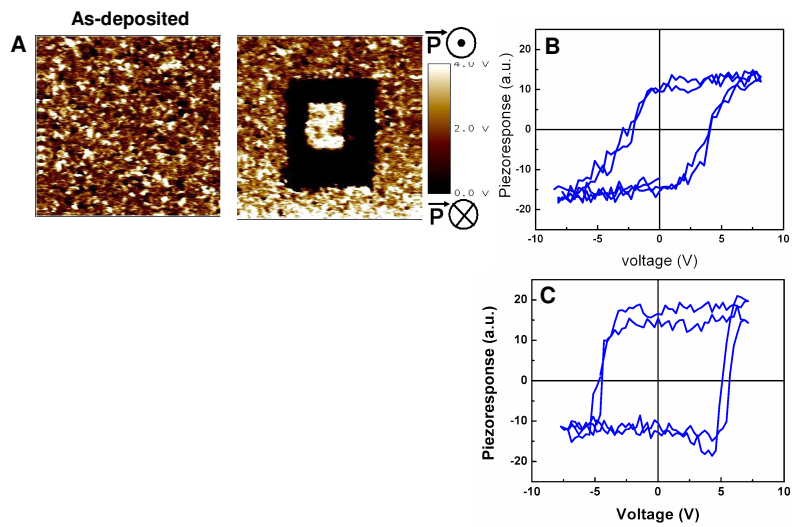 As-deposited
A
P
4.0 V
2.0 V
0.0 V
P
B
Piezoresponse (a.u.)
20
10
0
-10
-20
-10
-5
0
5
10
voltage (V)
C
Piezoresponse (a.u.)
20
10
0
-10
-20
-10
-5
0
5
10
Voltage (V)